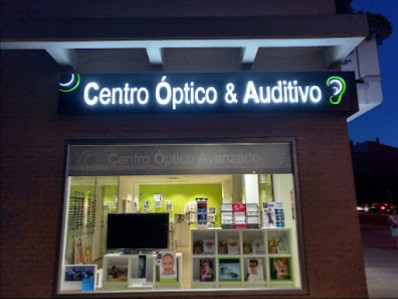 Centro Óptico & Auditivo
Centro Óptico Avanzado